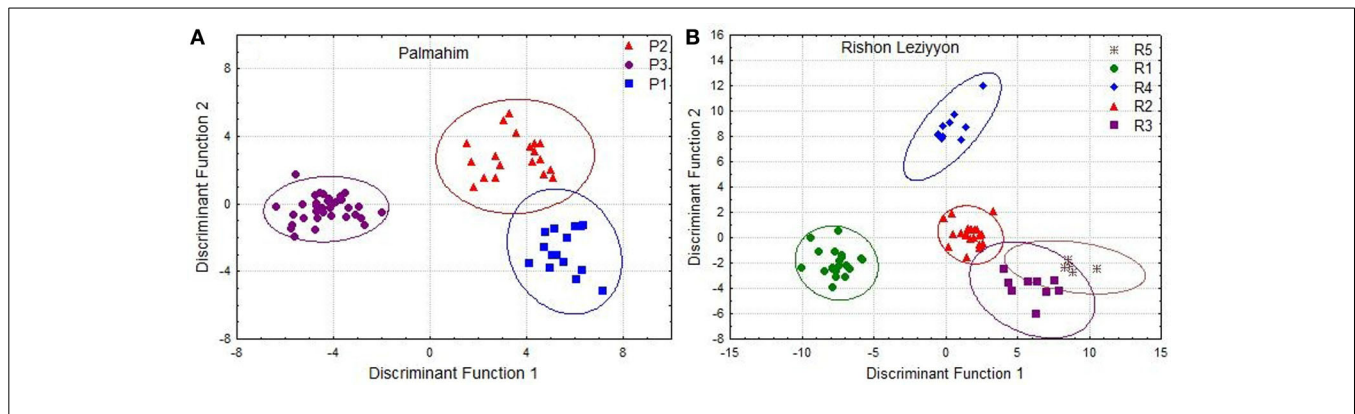 A
Palmahim
P2
P3
P1
8
4
0
-4
-8
-8
-4
0
4
8
Discriminant Function 2
Discriminant Function 1
B
Rishon Leziyyon
R5
R1
R4
R2
R3
16
14
12
10
8
6
4
2
0
-2
-4
-6
-8
-15
-10
-5
0
5
10
15
Discriminant Function 2
Discriminant Function 1